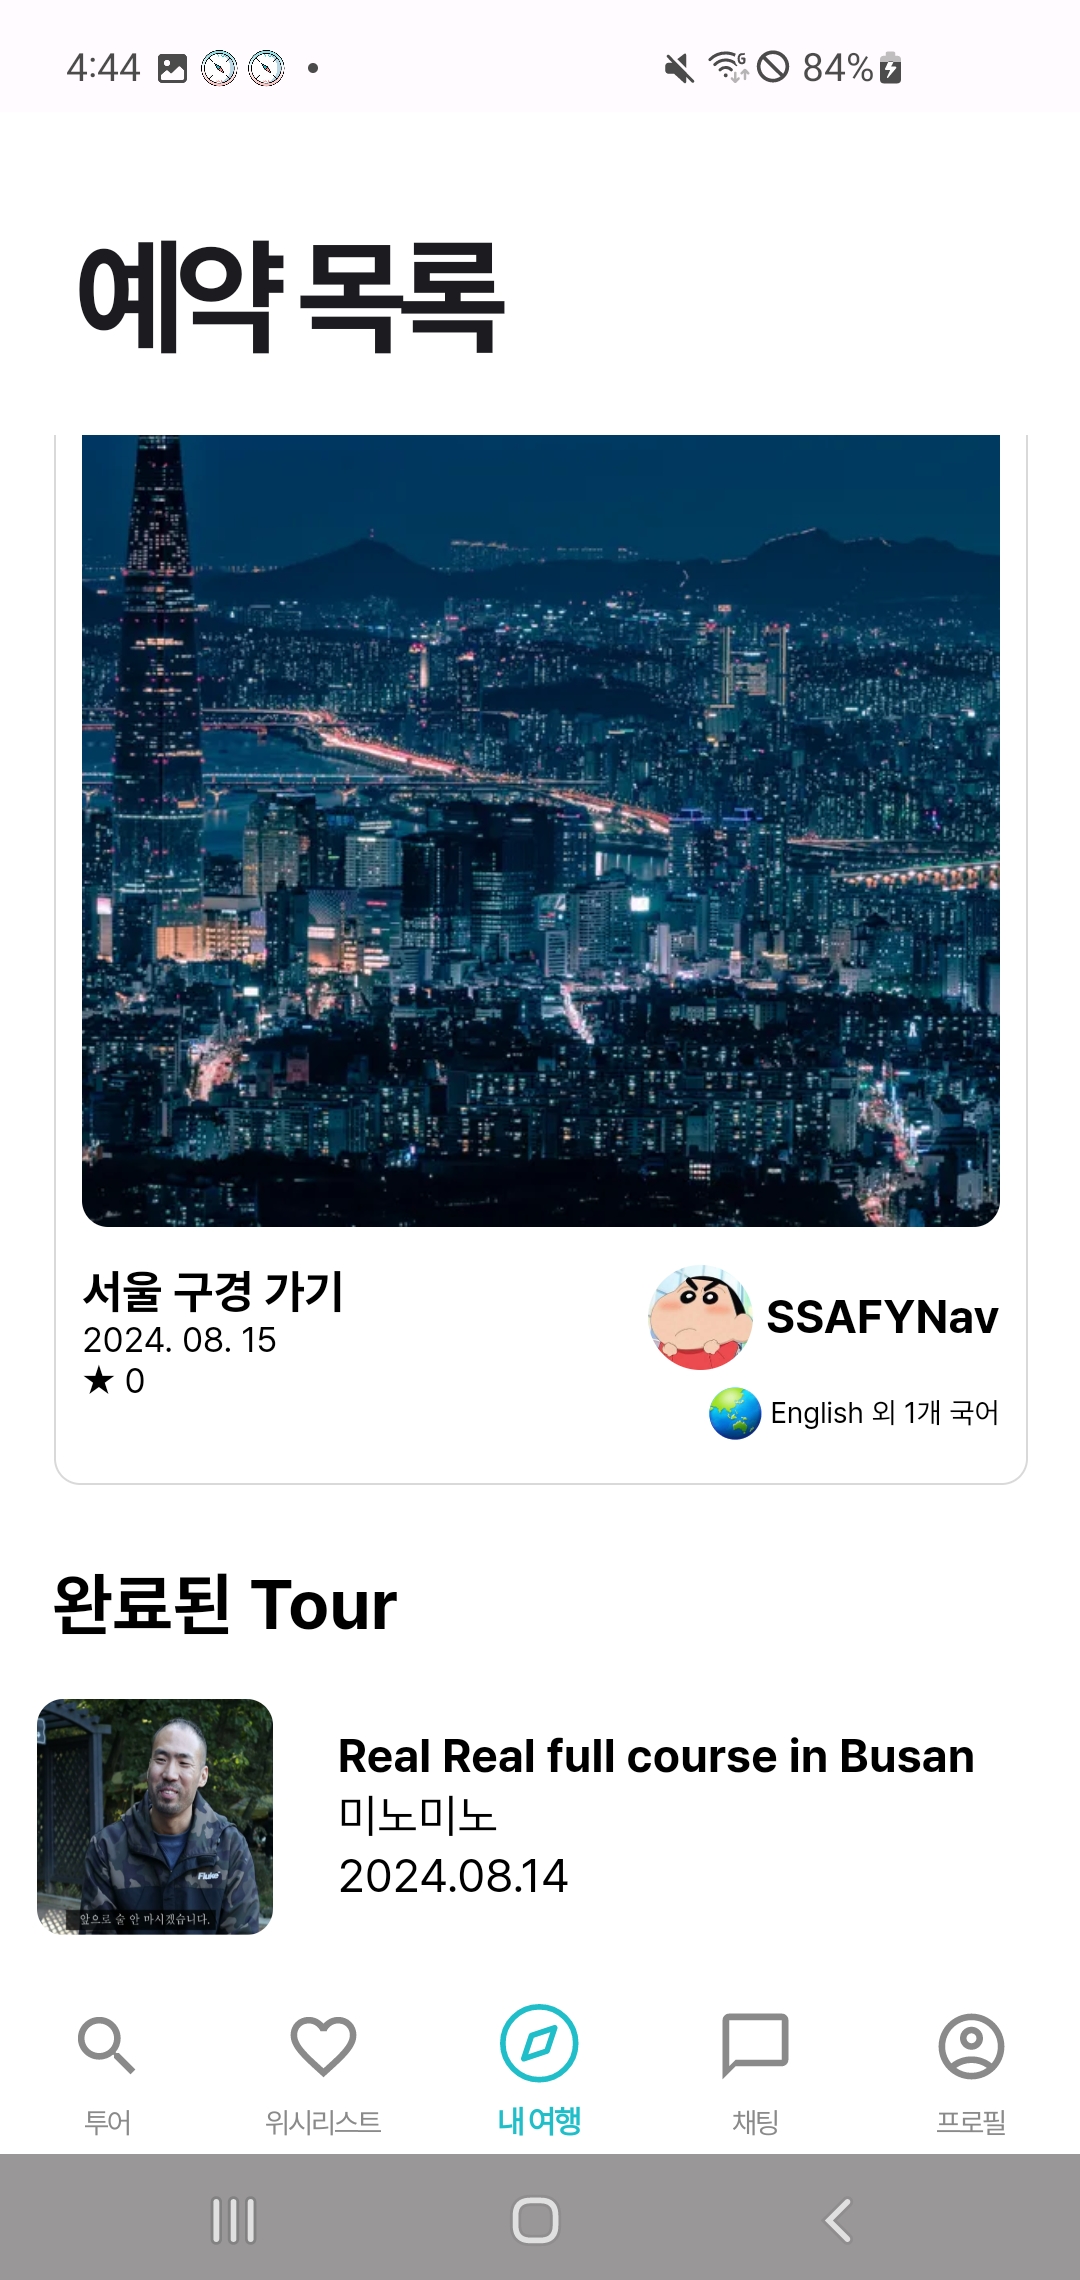 4:44
84%
예약 목록
서울 구경 가기
2024. 08. 15
★ 0
SSAFYNav
English 외 1개 국어
완료된 Tour
Real Real full course in Busan
미노미노
2024.08.14
Fluke
앞으로 술 안 마시겠습니다.
투어
위시리스트
내 여행
채팅
프로필